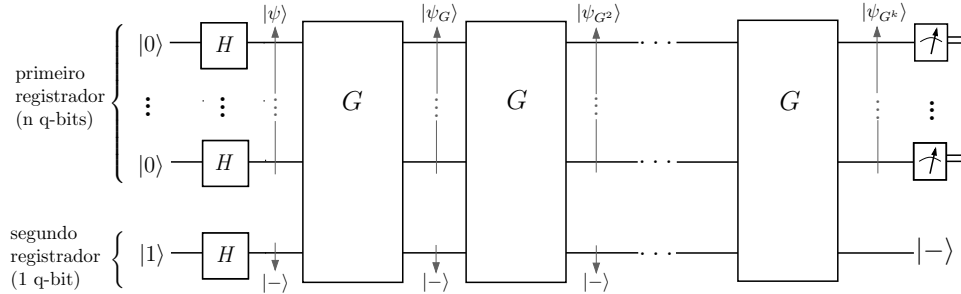 |ψ⟩ |ψ_G⟩ |ψ_{G²}⟩ |ψ_{G^k}⟩
|0⟩ H · · ·
primeiro
registrador
(n q-bits)
G G G
|0⟩ H · · ·
segundo
registrador
(1 q-bit)
|1⟩ H · · · |−⟩
|−⟩ |−⟩ |−⟩